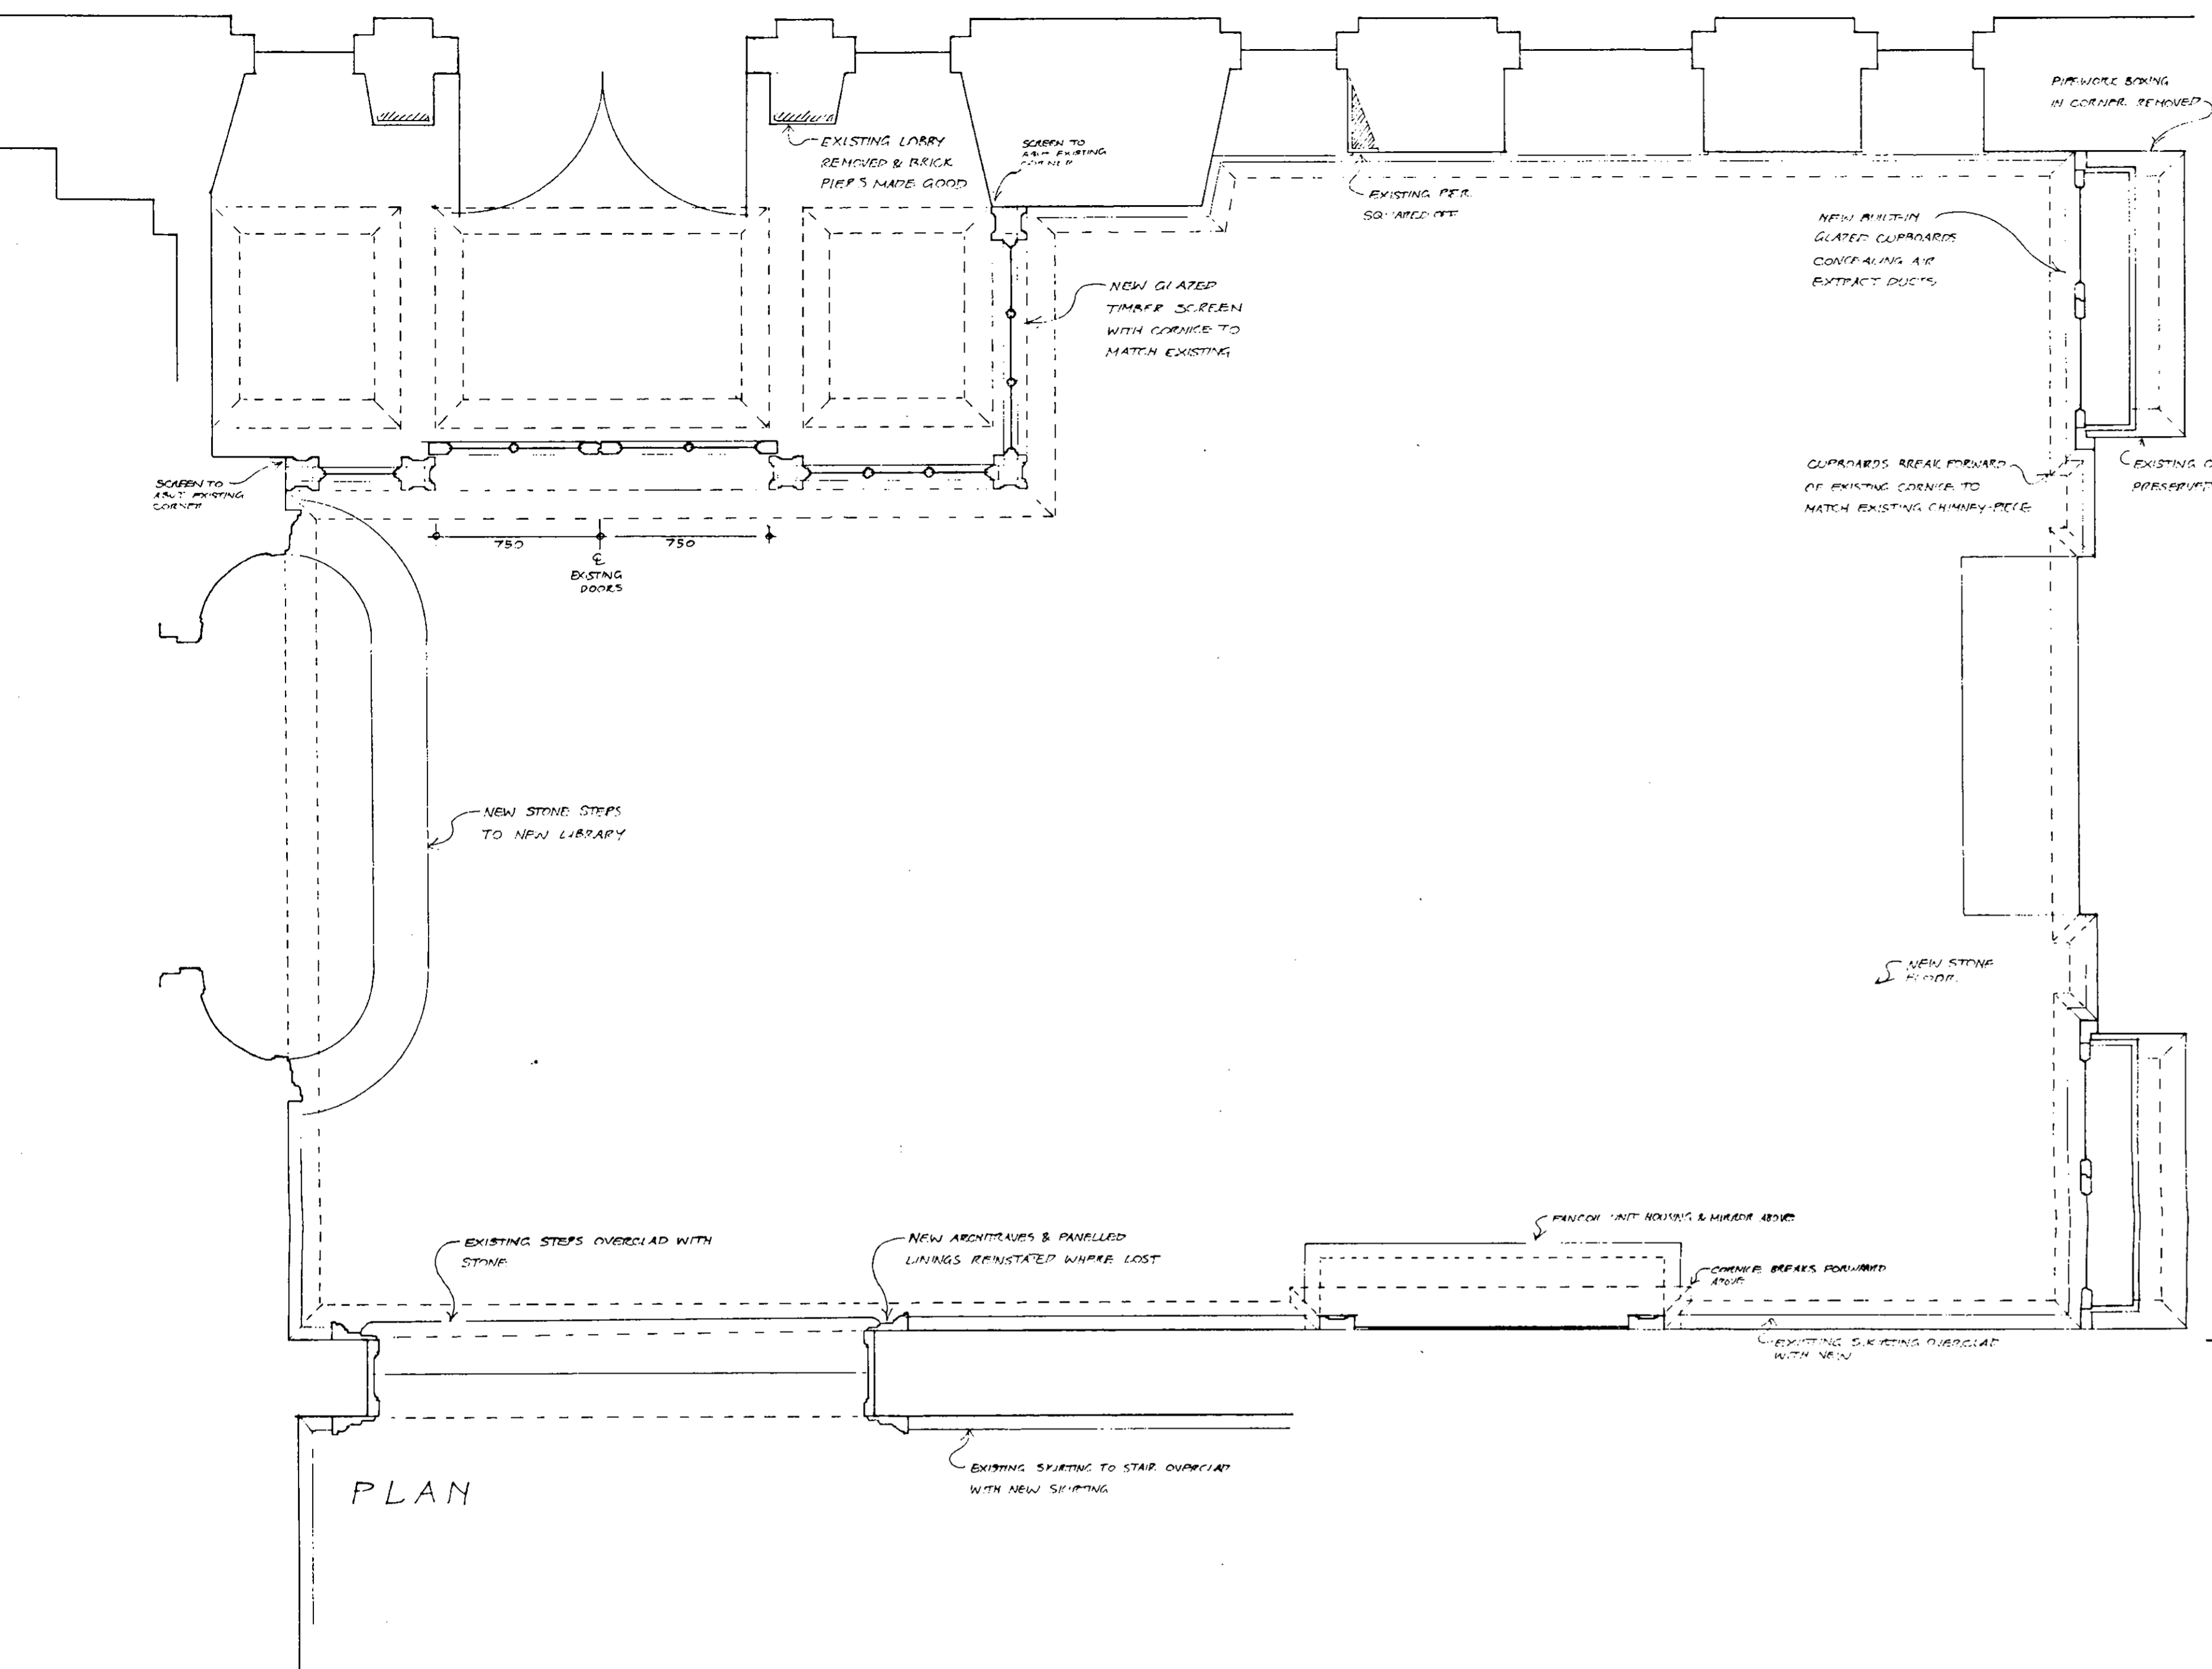 PIPEWORK BOXING
IN CORNER REMOVED
EXISTING LOBBY
REMOVED & BRICK
PIERS MADE GOOD
SCREEN TO
ABUT EXISTING
CORNER
EXISTING PIER
SQUARED OFF
NEW BUILT-IN
GLAZED CUPBOARDS
CONCEALING AIR
EXTRACT DUCTS
NEW GLAZED
TIMBER SCREEN
WITH CORNICE TO
MATCH EXISTING
SCREEN TO
ABUT EXISTING
CORNER
CUPBOARDS BREAK FORWARD
OF EXISTING CORNICE TO
MATCH EXISTING CHIMNEY-PIECE
EXISTING
PRESERVE
750 750
℄
EXISTING
DOORS
NEW STONE STEPS
TO NEW LIBRARY
NEW STONE
FLOOR
EXISTING STEPS OVERCLAD WITH
STONE
NEW ARCHITRAVES & PANELLED
LININGS REINSTATED WHERE LOST
FANCOIL UNIT HOUSING & MIRROR ABOVE
CORNICE BREAKS FORWARD
ABOVE
EXISTING SKIRTING OVERCLAD
WITH NEW
EXISTING SKIRTING TO STAIR OVERCLAD
WITH NEW SKIRTING
PLAN